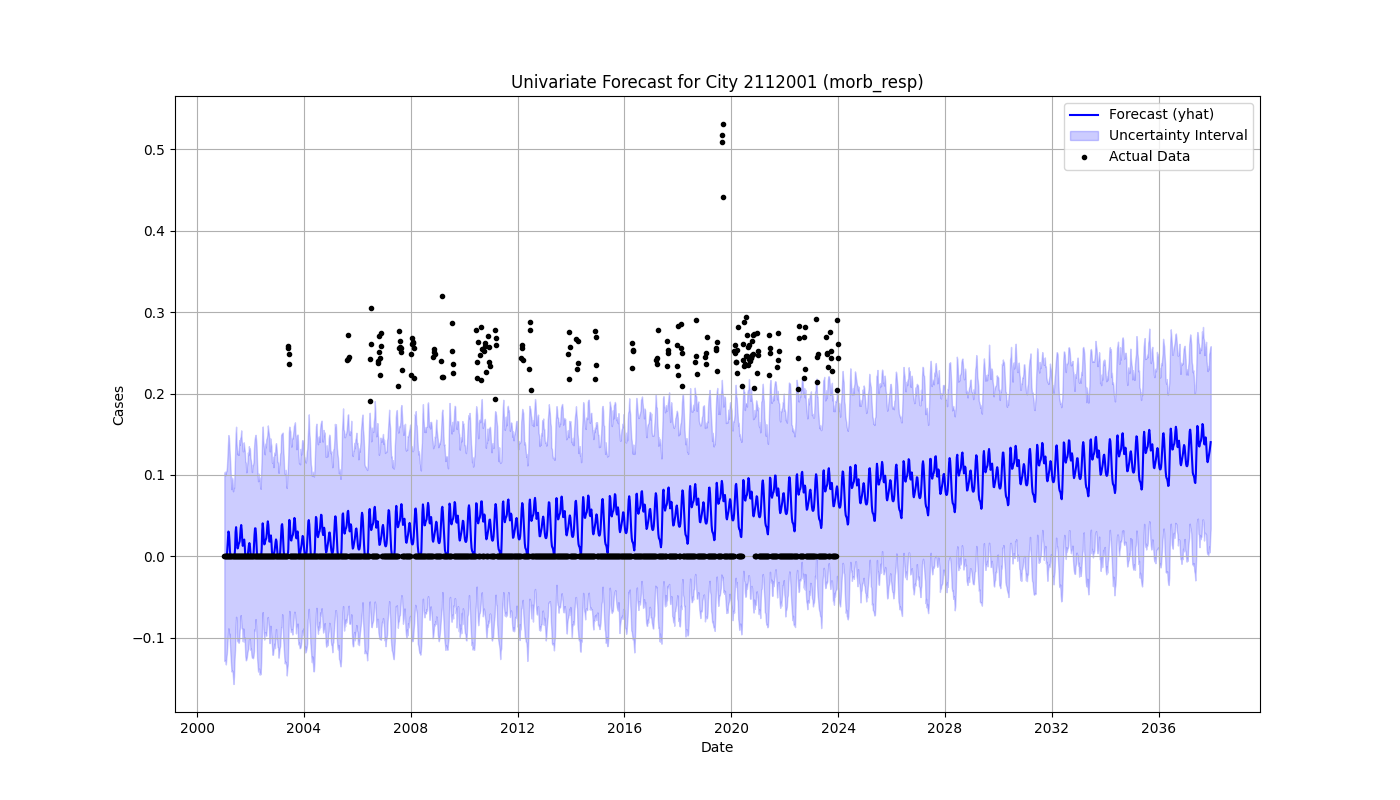 Univariate Forecast for City 2112001 (morb_resp)
Forecast (yhat)
Uncertainty Interval
Actual Data
Cases
0.5
0.4
0.3
0.2
0.1
0.0
−0.1
2000 2004 2008 2012 2016 2020 2024 2028 2032 2036
Date